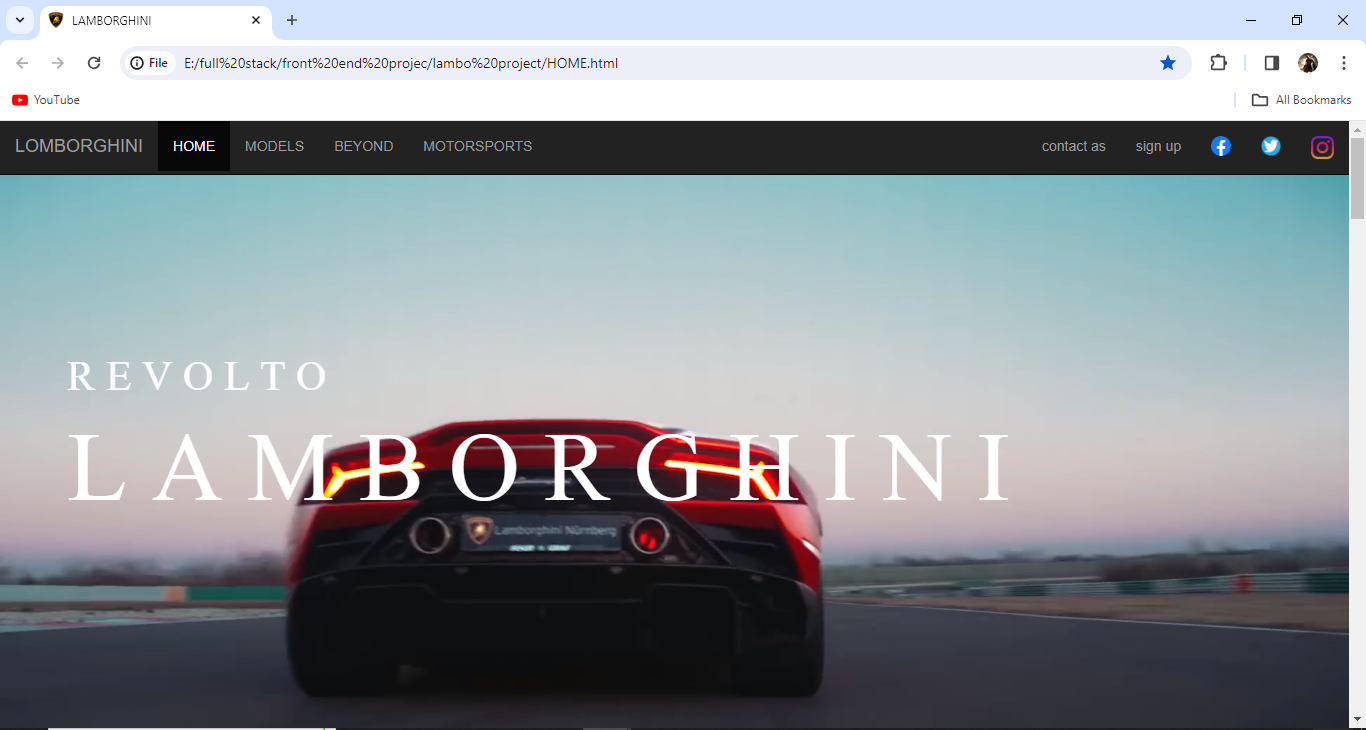 LAMBORGHINI
File E:/full%20stack/front%20end%20projec/lambo%20project/HOME.html
YouTube All Bookmarks
LOMBORGHINI HOME MODELS BEYOND MOTORSPORTS contact as sign up
REVOLTO
LAMBORGHINI
Lamborghini Nürnberg